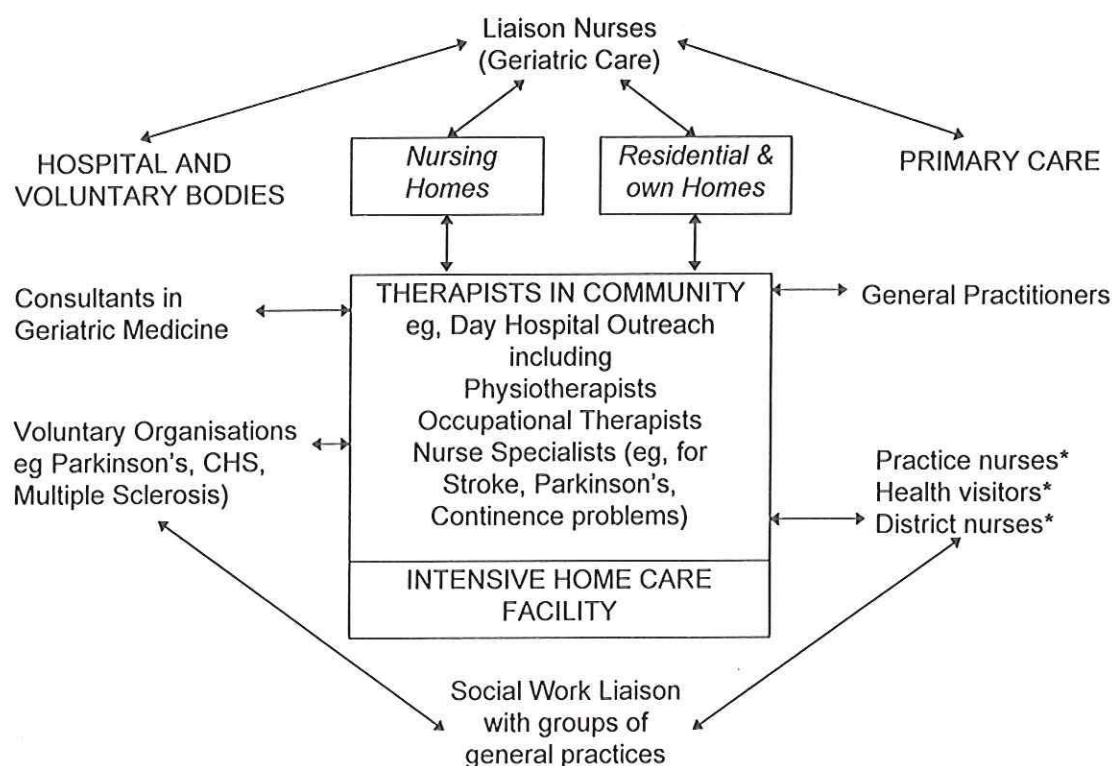 Liaison Nurses
(Geriatric Care)
HOSPITAL AND
VOLUNTARY BODIES
Nursing
Homes
Residential &
own Homes
PRIMARY CARE
Consultants in
Geriatric Medicine
THERAPISTS IN COMMUNITY
eg, Day Hospital Outreach
including
Physiotherapists
Occupational Therapists
Nurse Specialists (eg, for
Stroke, Parkinson's,
Continence problems)
General Practitioners
Voluntary Organisations
eg Parkinson's, CHS,
Multiple Sclerosis)
Practice nurses*
Health visitors*
District nurses*
INTENSIVE HOME CARE
FACILITY
Social Work Liaison
with groups of
general practices